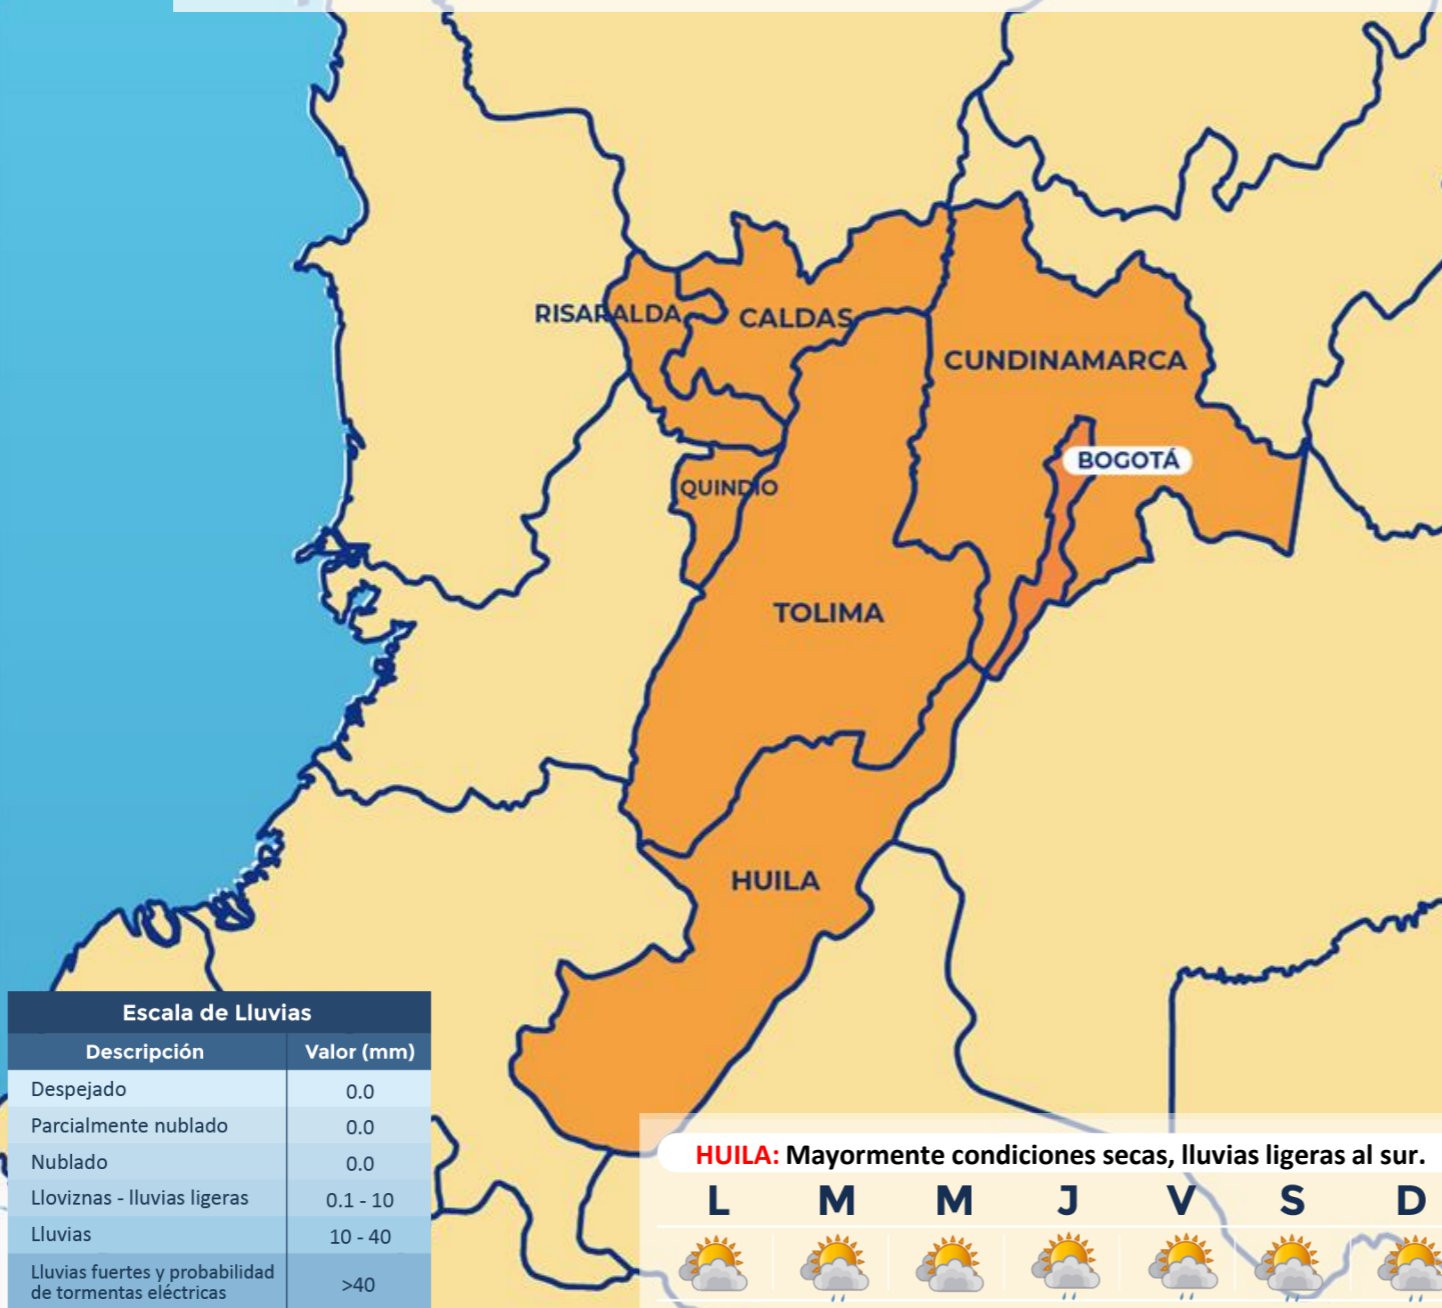 RISARALDA
CALDAS
CUNDINAMARCA
BOGOTÁ
QUINDIO
TOLIMA
HUILA
Escala de Lluvias
Descripción Valor (mm)
Despejado 0.0
Parcialmente nublado 0.0
Nublado 0.0
Lloviznas - lluvias ligeras 0.1 - 10
Lluvias 10 - 40
Lluvias fuertes y probabilidad
de tormentas eléctricas >40
HUILA: Mayormente condiciones secas, lluvias ligeras al sur.
L M M J V S D